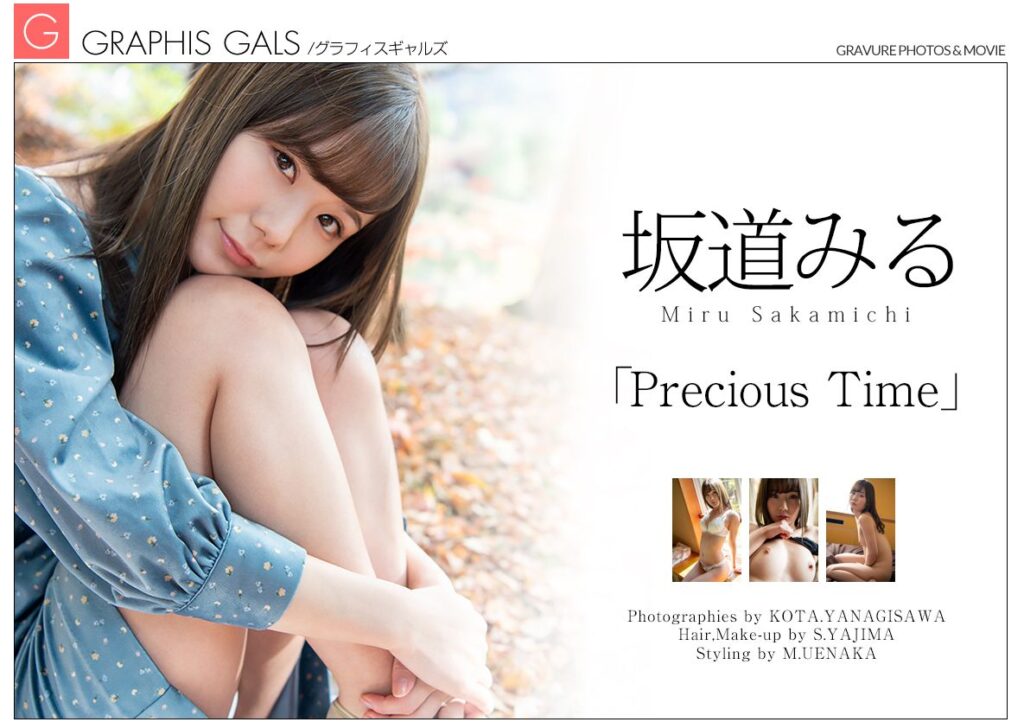 G
GRAPHIS GALS /グラフィスギャルズ
GRAVURE PHOTOS & MOVIE
坂道みる
Miru Sakamichi
「Precious Time」
Photographies by KOTA.YANAGISAWA
Hair,Make-up by S.YAJIMA
Styling by M.UENAKA